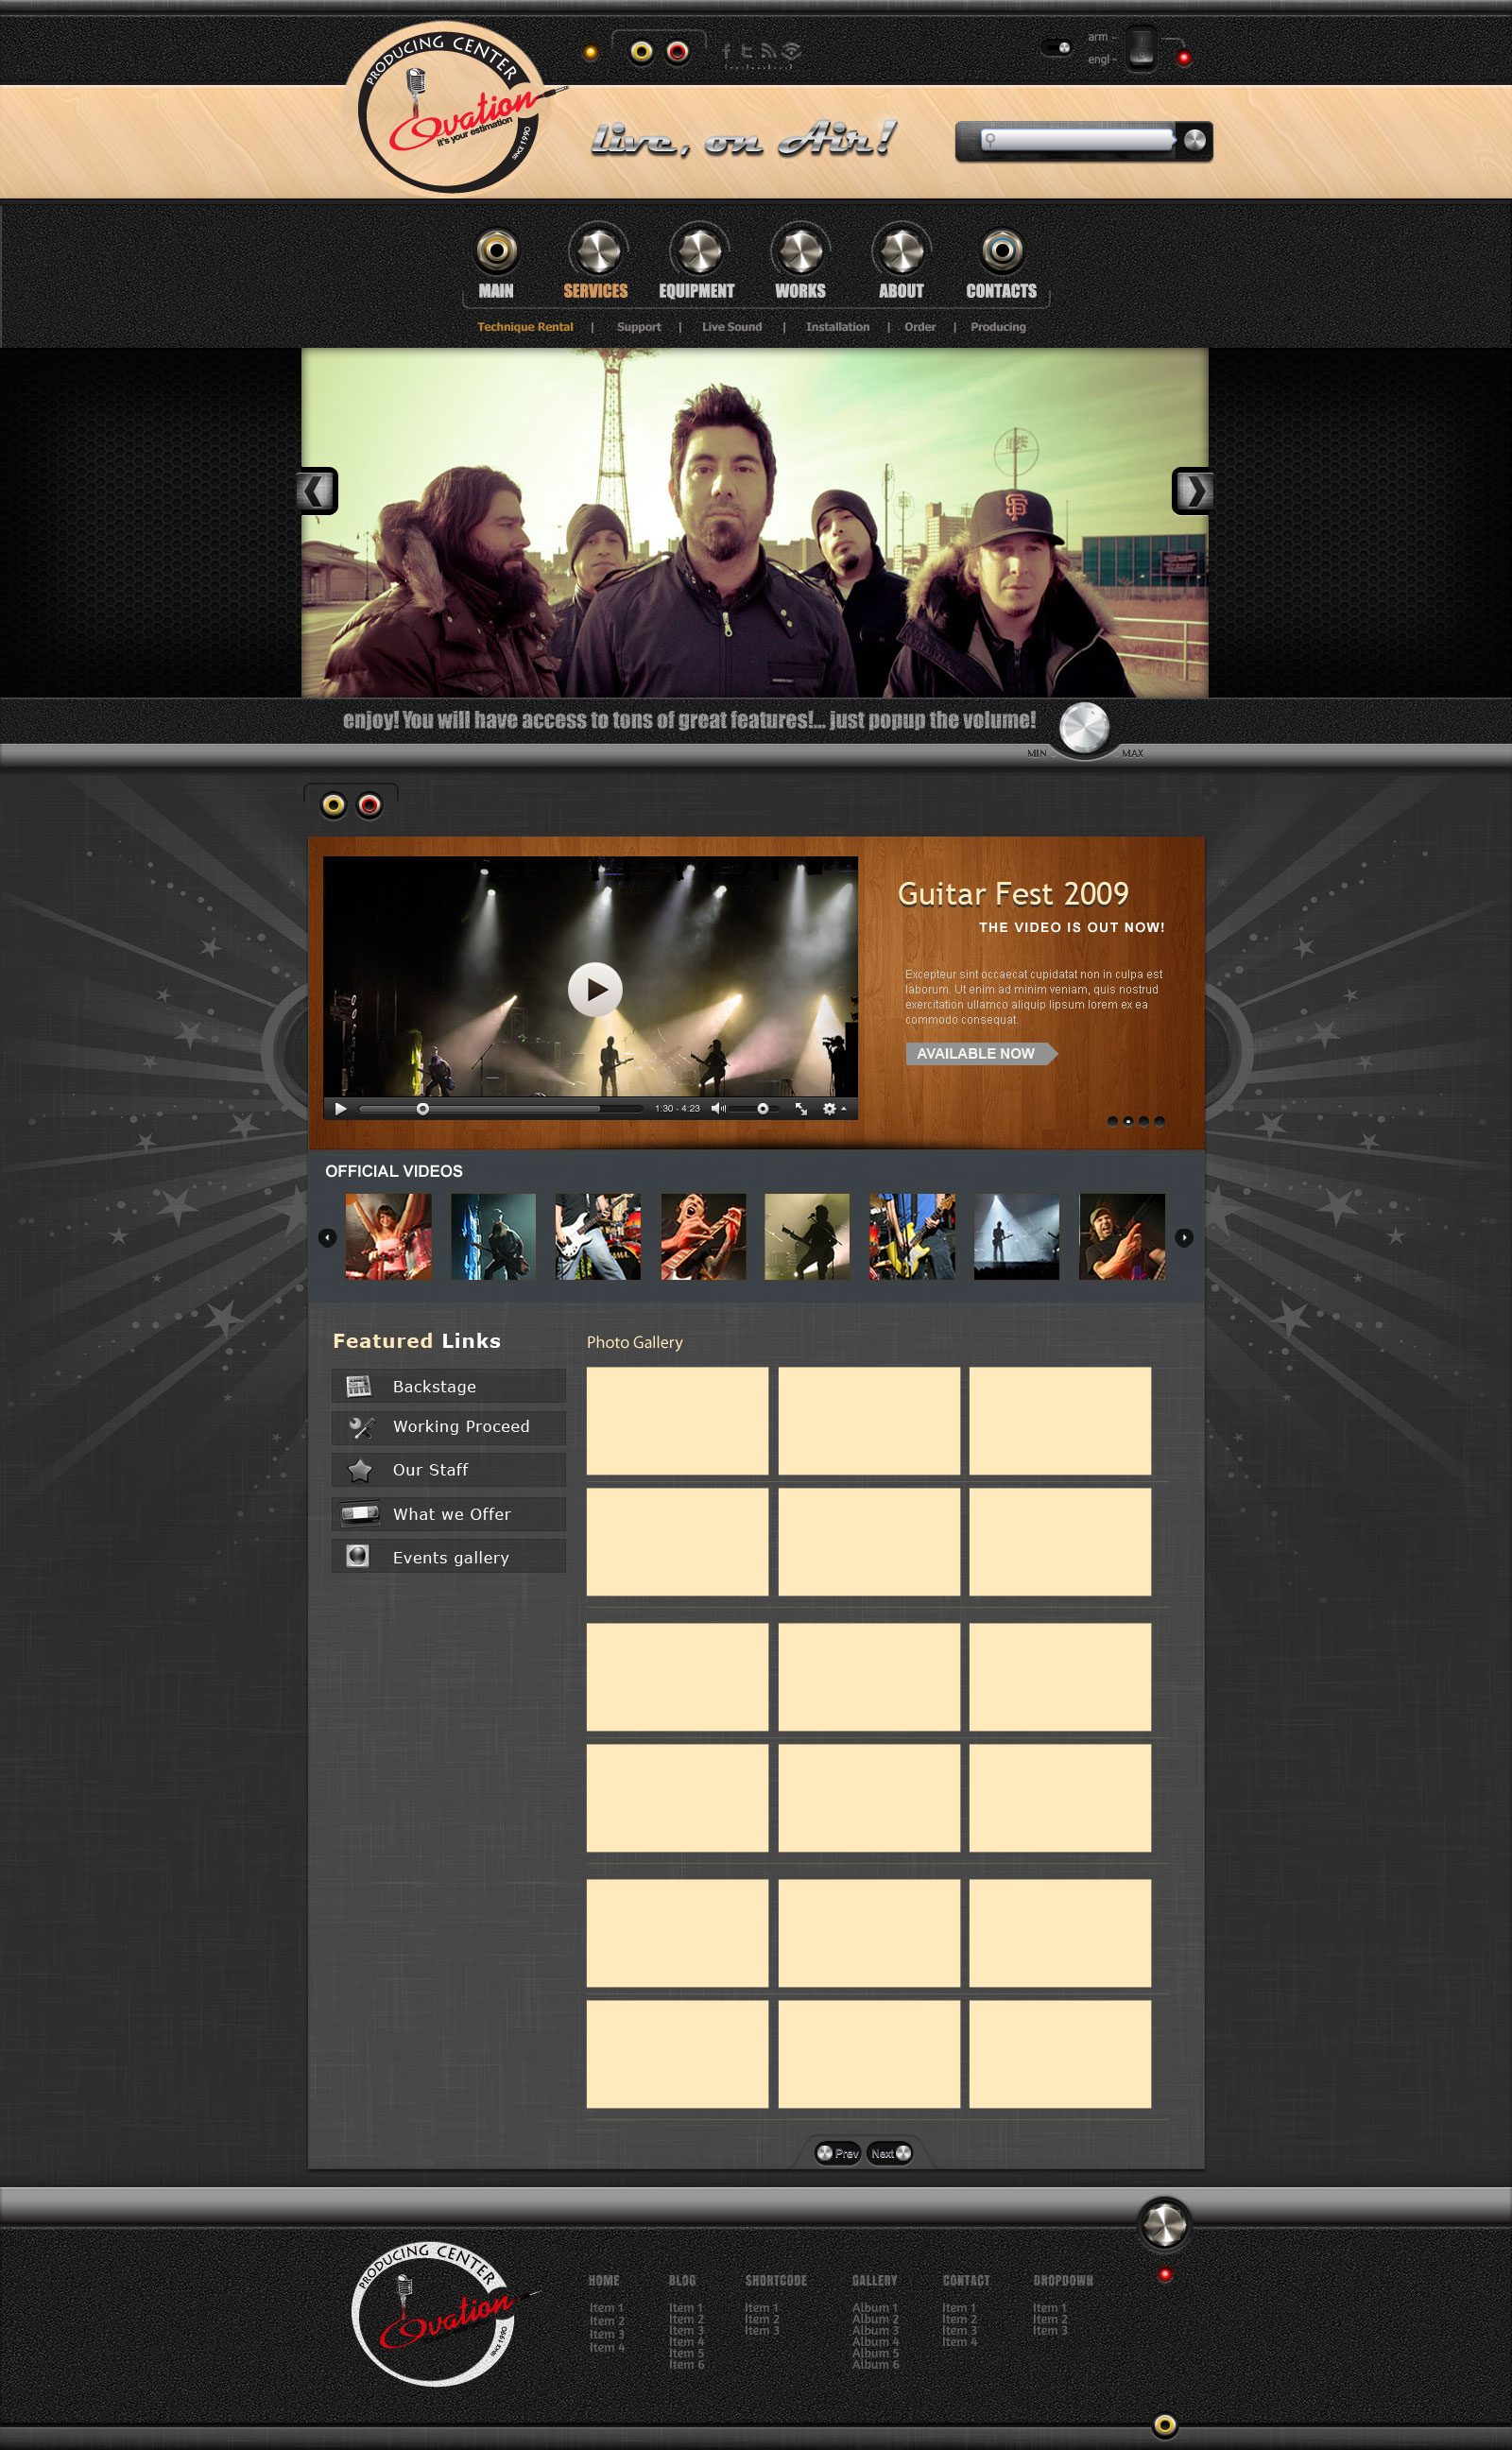 PRODUCING CENTER
Ovation
it's your estimation
SINCE 1990
arm
engl
live, on Air!
MAIN
SERVICES
EQUIPMENT
WORKS
ABOUT
CONTACTS
Technique Rental | Support | Live Sound | Installation | Order | Producing
enjoy! You will have access to tons of great features!... just popup the volume!
MIN
MAX
Guitar Fest 2009
THE VIDEO IS OUT NOW!
Excepteur sint occaecat cupidatat non in culpa est
laborum. Ut enim ad minim veniam, quis nostrud
exercitation ullamco aliquip lipsum lorem ex ea
commodo consequat.
AVAILABLE NOW
1:30 - 4:23
OFFICIAL VIDEOS
Featured Links
Backstage
Working Proceed
Our Staff
What we Offer
Events gallery
Photo Gallery
Prev
Next
PRODUCING CENTER
Ovation
SINCE 1990
HOME
Item 1
Item 2
Item 3
Item 4
BLOG
Item 1
Item 2
Item 3
Item 4
Item 5
Item 6
SHORTCODE
Item 1
Item 2
Item 3
GALLERY
Album 1
Album 2
Album 3
Album 4
Album 5
Album 6
CONTACT
Item 1
Item 2
Item 3
Item 4
DROPDOWN
Item 1
Item 2
Item 3